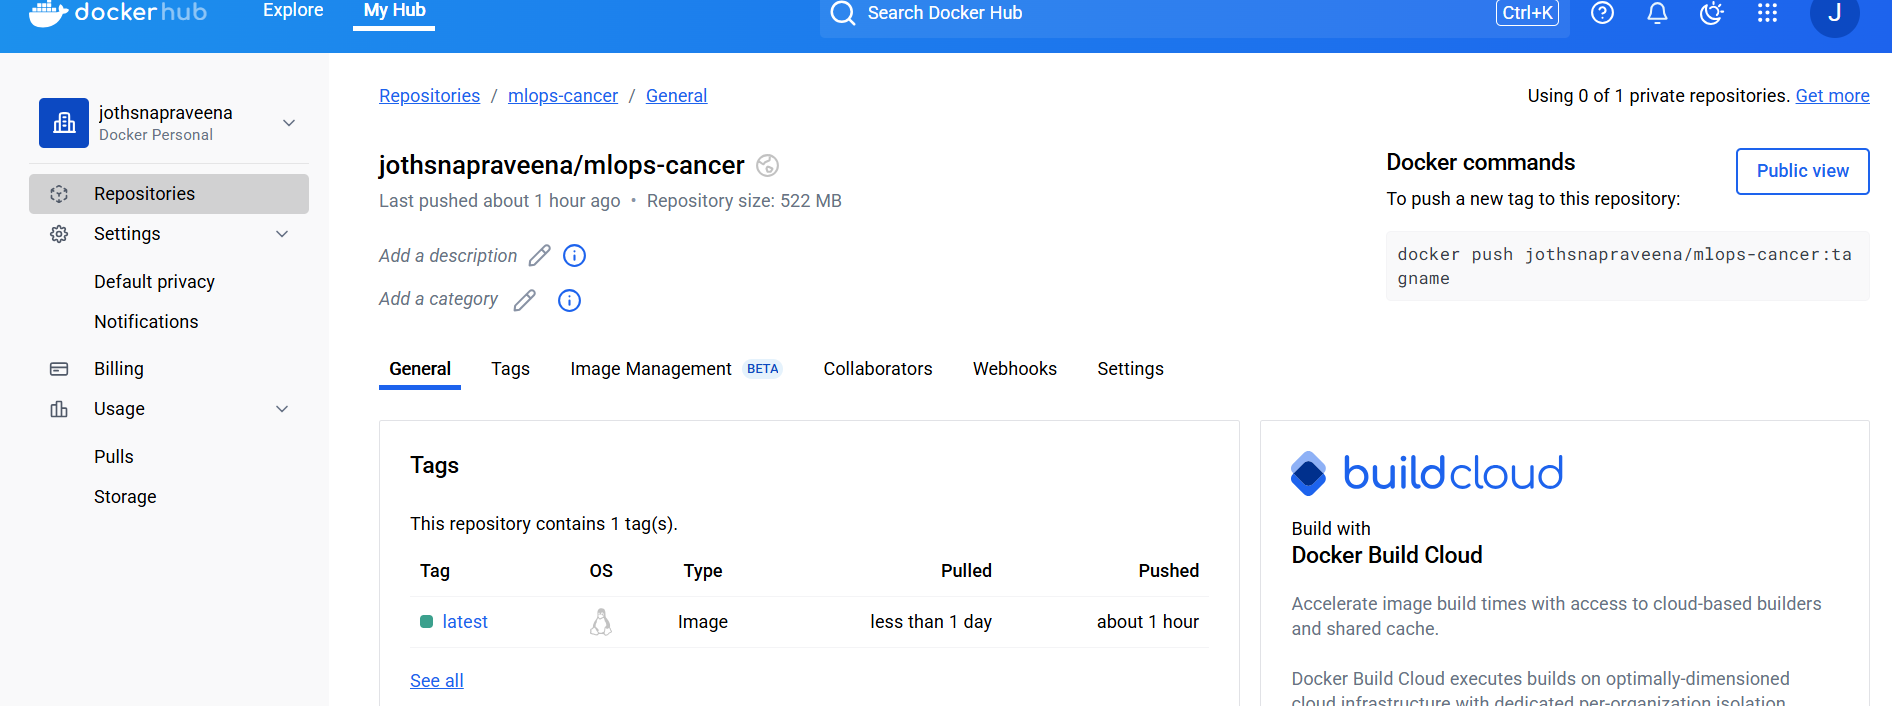 dockerhub
Explore
My Hub
Search Docker Hub
Ctrl+K
J
jothsnapraveena
Docker Personal
Repositories
Settings
Default privacy
Notifications
Billing
Usage
Pulls
Storage
Repositories / mlops-cancer / General
Using 0 of 1 private repositories. Get more
jothsnapraveena/mlops-cancer
Last pushed about 1 hour ago • Repository size: 522 MB
Add a description
Add a category
Docker commands
Public view
To push a new tag to this repository:
docker push jothsnapraveena/mlops-cancer:ta
gname
General Tags Image Management BETA Collaborators Webhooks Settings
Tags
This repository contains 1 tag(s).
Tag OS Type Pulled Pushed
latest Image less than 1 day about 1 hour
See all
buildcloud
Build with
Docker Build Cloud
Accelerate image build times with access to cloud-based builders
and shared cache.
Docker Build Cloud executes builds on optimally-dimensioned
cloud infrastructure with dedicated per-organization isolation.